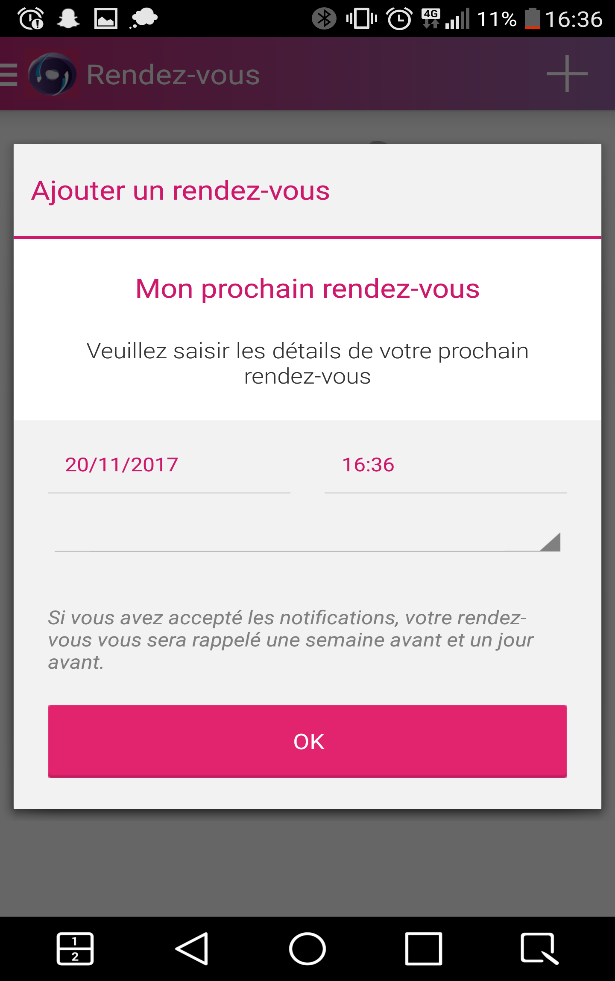 4G 11% 16:36
Rendez-vous
Ajouter un rendez-vous
Mon prochain rendez-vous
Veuillez saisir les détails de votre prochain
rendez-vous
20/11/2017 16:36
Si vous avez accepté les notifications, votre rendez-
vous vous sera rappelé une semaine avant et un jour
avant.
OK
1
2